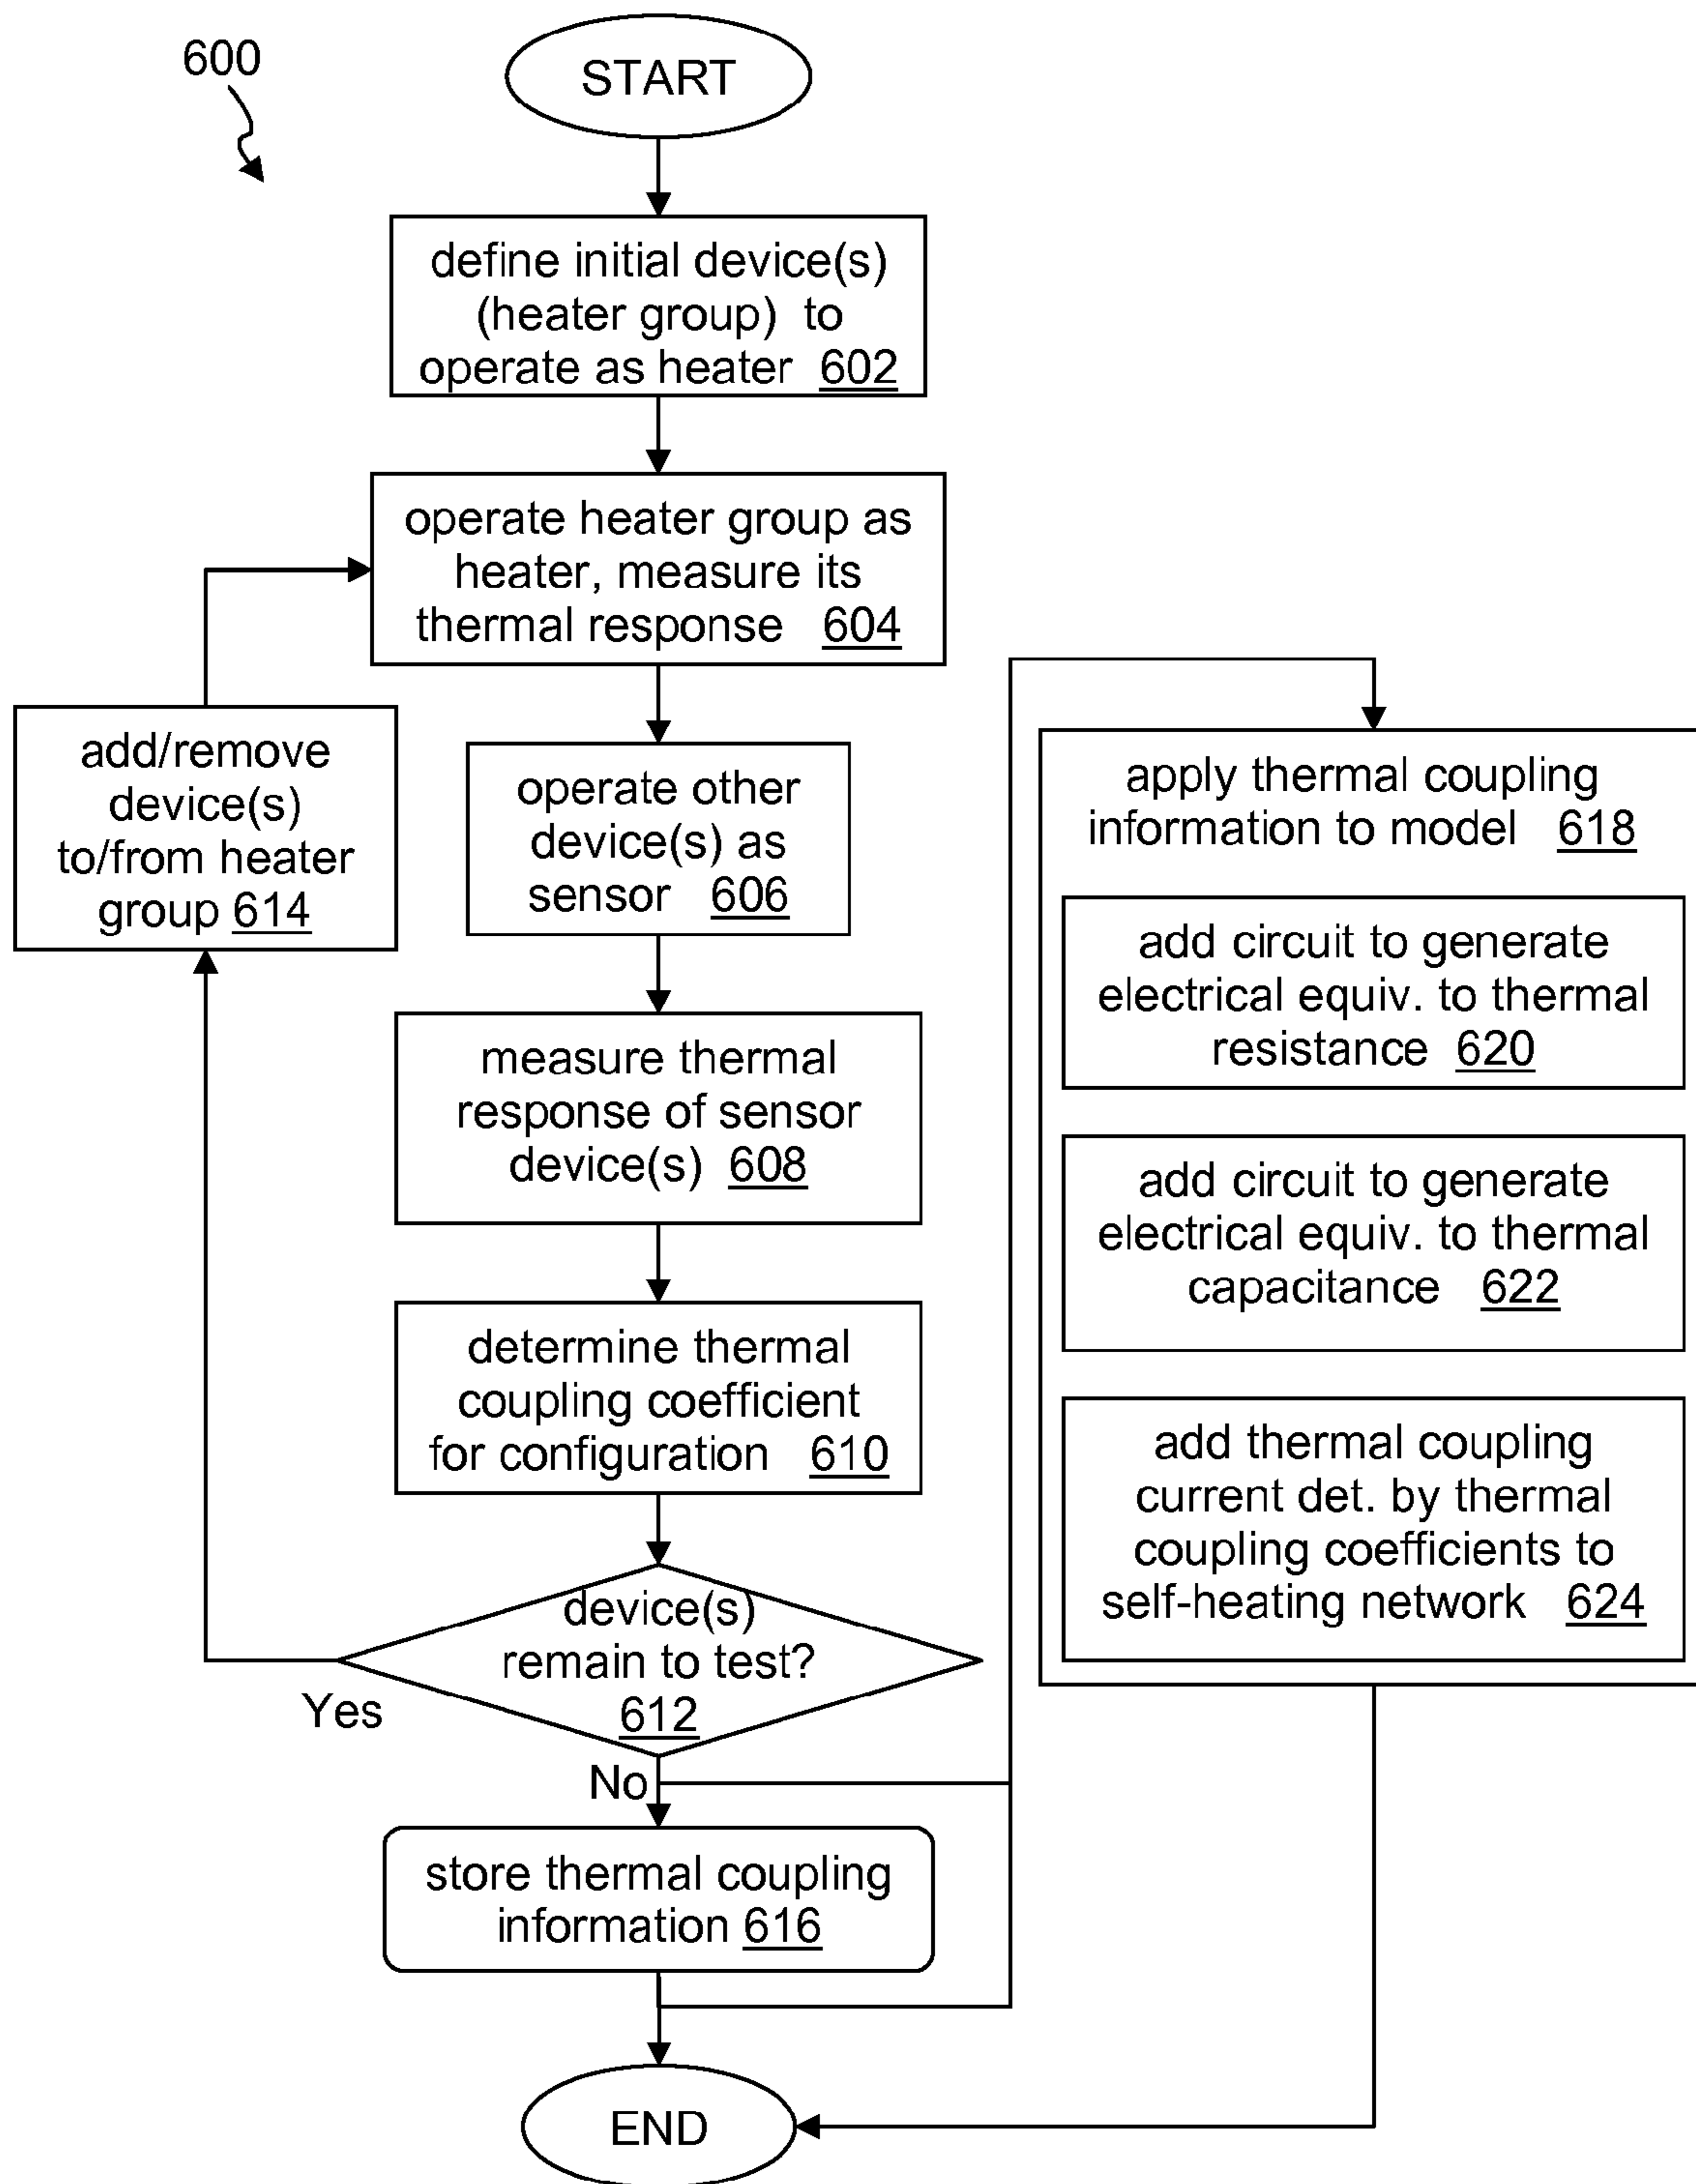 600
START
define initial device(s)
(heater group) to
operate as heater 602
operate heater group as
heater, measure its
thermal response 604
add/remove
device(s)
to/from heater
group 614
operate other
device(s) as
sensor 606
measure thermal
response of sensor
device(s) 608
determine thermal
coupling coefficient
for configuration 610
device(s)
remain to test?
612
Yes
No
store thermal coupling
information 616
END
apply thermal coupling
information to model 618
add circuit to generate
electrical equiv. to thermal
resistance 620
add circuit to generate
electrical equiv. to thermal
capacitance 622
add thermal coupling
current det. by thermal
coupling coefficients to
self-heating network 624